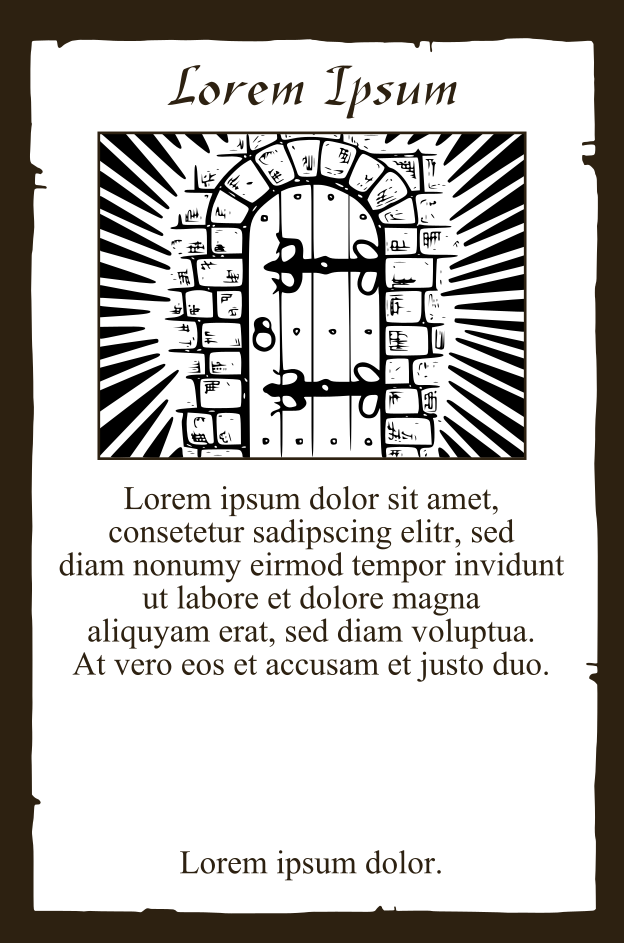 Lorem Ipsum
Lorem ipsum dolor sit amet,
consetetur sadipscing elitr, sed
diam nonumy eirmod tempor invidunt
ut labore et dolore magna
aliquyam erat, sed diam voluptua.
At vero eos et accusam et justo duo.
Lorem ipsum dolor.